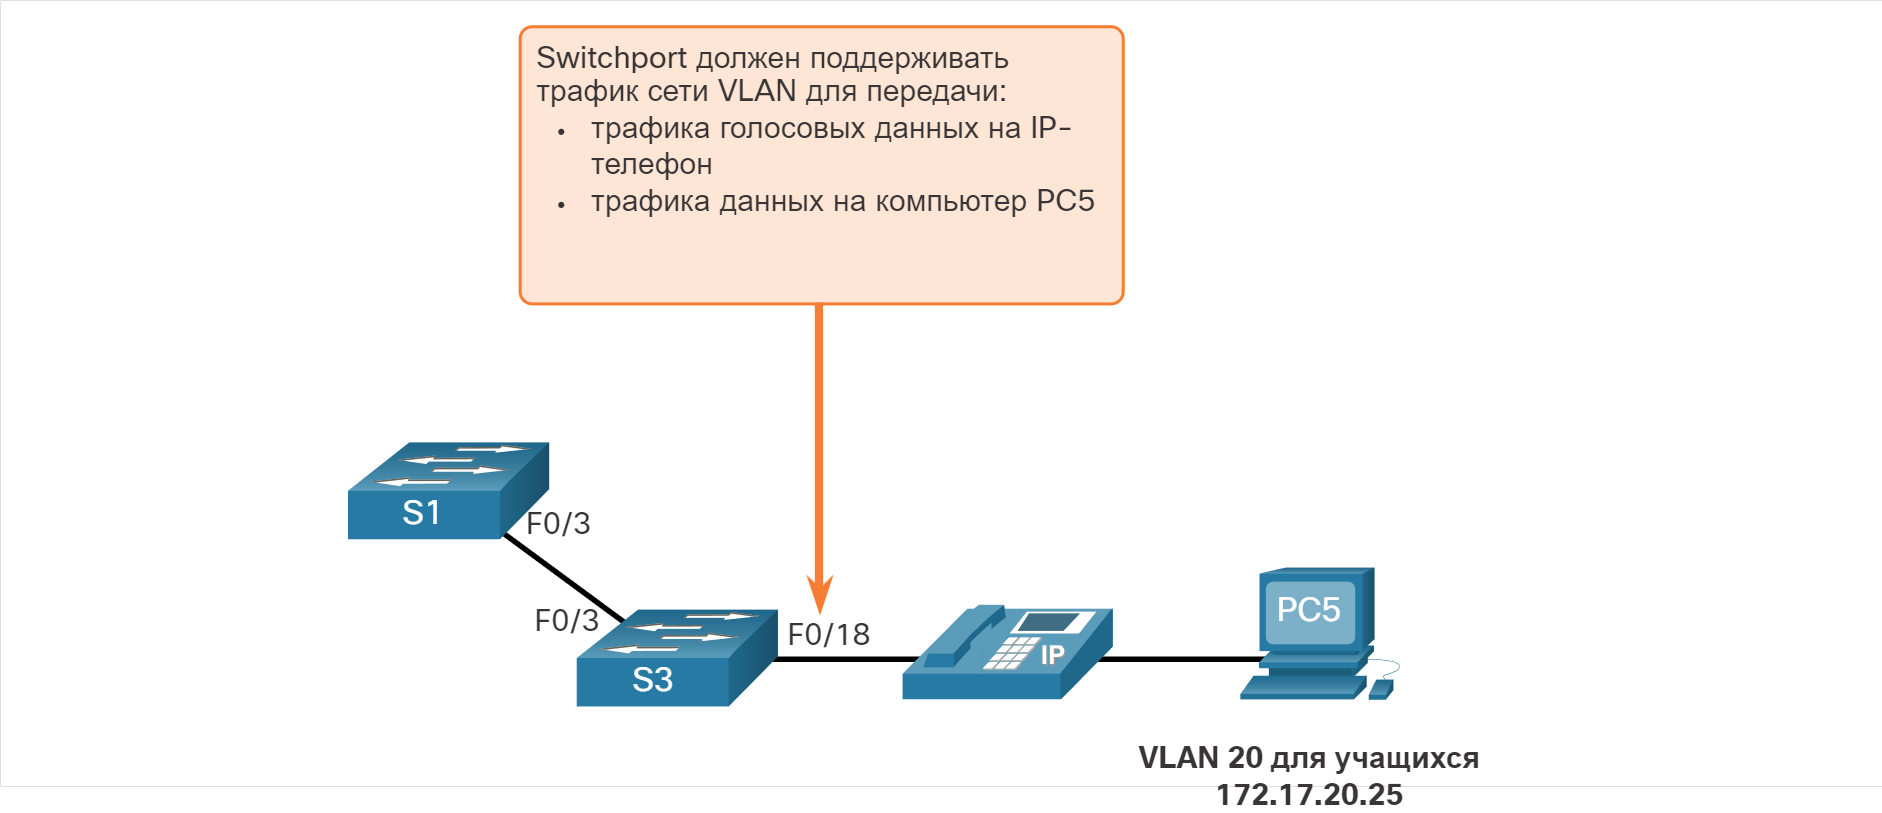 Switchport должен поддерживать
трафик сети VLAN для передачи:
• трафика голосовых данных на IP-
телефон
• трафика данных на компьютер PC5
S1
F0/3
F0/3
S3
F0/18
IP
PC5
VLAN 20 для учащихся
172.17.20.25